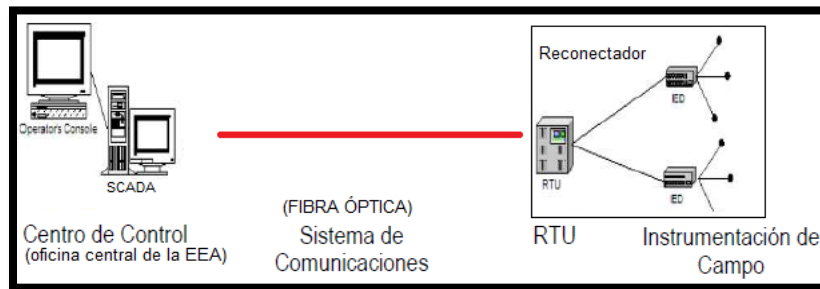 Operator's Console
SCADA
Centro de Control
(oficina central de la EEA)
(FIBRA ÓPTICA)
Sistema de
Comunicaciones
Reconectador
IED
RTU
IED
RTU
Instrumentación de
Campo